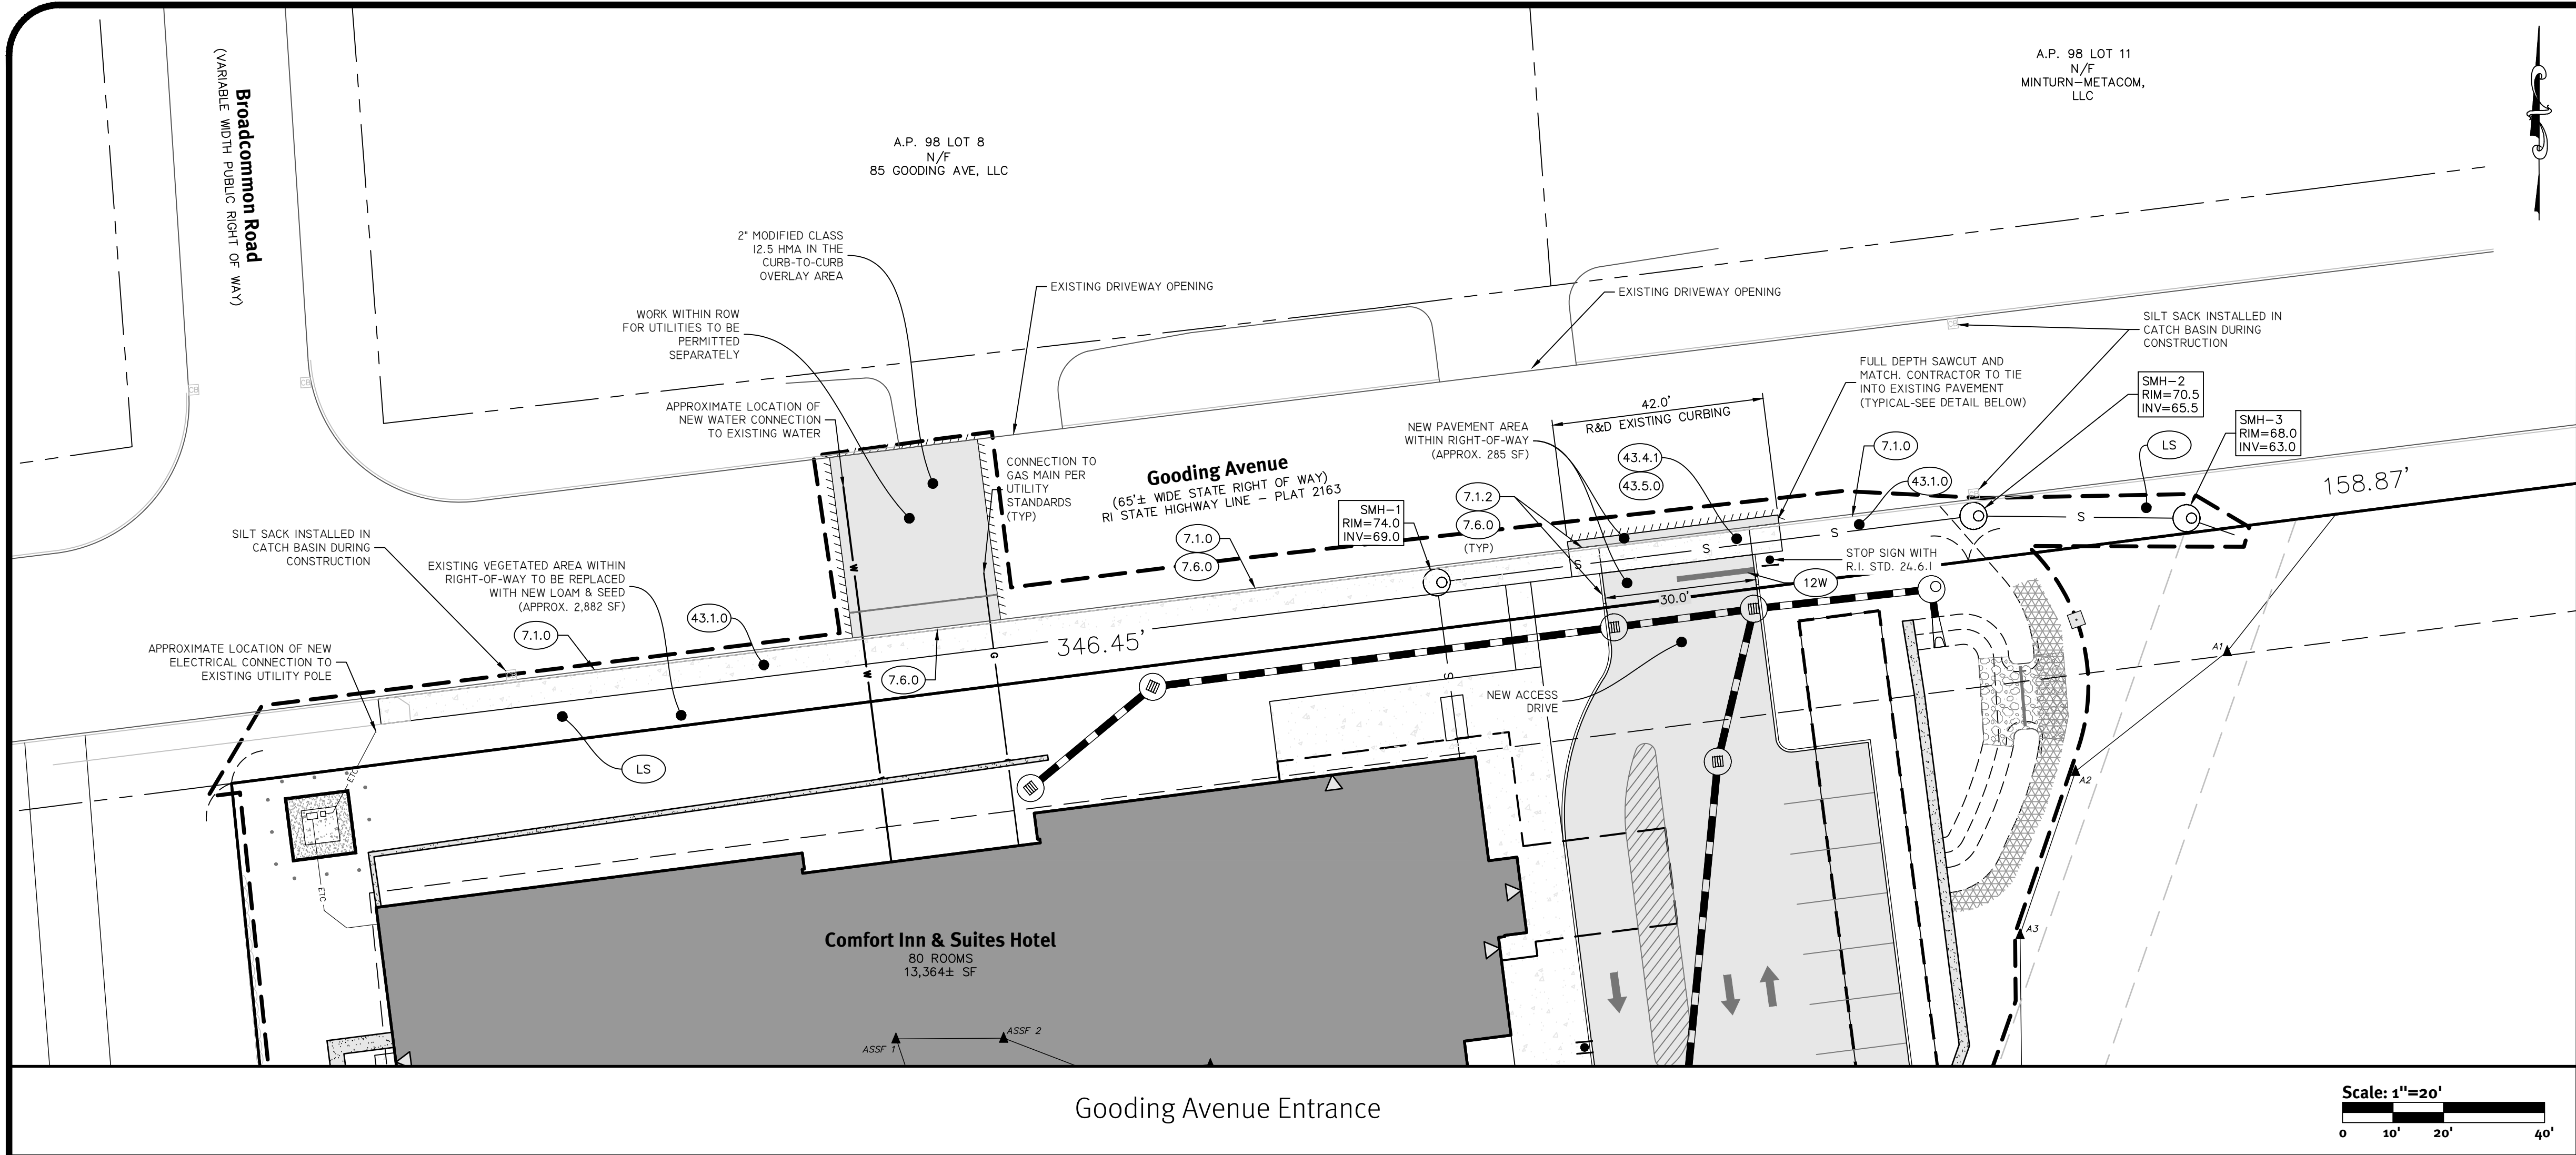 Broadcommon Road
(VARIABLE WIDTH PUBLIC RIGHT OF WAY)
A.P. 98 LOT 8
N/F
85 GOODING AVE, LLC
A.P. 98 LOT 11
N/F
MINTURN-METACOM,
LLC
2" MODIFIED CLASS
12.5 HMA IN THE
CURB-TO-CURB
OVERLAY AREA
EXISTING DRIVEWAY OPENING
EXISTING DRIVEWAY OPENING
WORK WITHIN ROW
FOR UTILITIES TO BE
PERMITTED
SEPARATELY
SILT SACK INSTALLED IN
CATCH BASIN DURING
CONSTRUCTION
FULL DEPTH SAWCUT AND
MATCH. CONTRACTOR TO TIE
INTO EXISTING PAVEMENT
(TYPICAL-SEE DETAIL BELOW)
SMH-2
RIM=70.5
INV=65.5
SMH-3
RIM=68.0
INV=63.0
CB
CB
CB
APPROXIMATE LOCATION OF
NEW WATER CONNECTION
TO EXISTING WATER
42.0'
R&D EXISTING CURBING
NEW PAVEMENT AREA
WITHIN RIGHT-OF-WAY
(APPROX. 285 SF)
43.4.1
43.5.0
7.1.0
LS
43.1.0
CONNECTION TO
GAS MAIN PER
UTILITY
STANDARDS
(TYP)
Gooding Avenue
(65'± WIDE STATE RIGHT OF WAY)
RI STATE HIGHWAY LINE - PLAT 2163
158.87'
7.1.2
7.6.0
(TYP)
SMH-1
RIM=74.0
INV=69.0
CB
S
S
S
S
S
7.1.0
7.6.0
SILT SACK INSTALLED IN
CATCH BASIN DURING
CONSTRUCTION
STOP SIGN WITH
R.I. STD. 24.6.1
12W
30.0'
EXISTING VEGETATED AREA WITHIN
RIGHT-OF-WAY TO BE REPLACED
WITH NEW LOAM & SEED
(APPROX. 2,882 SF)
W
W
G
43.1.0
7.1.0
346.45'
APPROXIMATE LOCATION OF NEW
ELECTRICAL CONNECTION TO
EXISTING UTILITY POLE
CB
7.6.0
NEW ACCESS
DRIVE
A1
A2
A3
LS
ETC
ETC
Comfort Inn & Suites Hotel
80 ROOMS
13,364± SF
ASSF 1
ASSF 2
Gooding Avenue Entrance
Scale: 1"=20'
0 10' 20' 40'